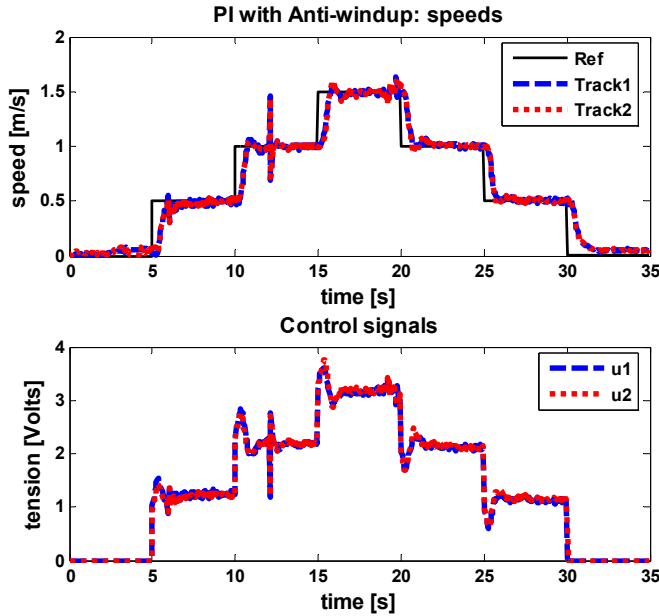 PI with Anti-windup: speeds
2
1.5
1
0.5
0
speed [m/s]
Ref
Track1
Track2
0 5 10 15 20 25 30 35
time [s]
Control signals
4
3
2
1
0
tension [Volts]
u1
u2
0 5 10 15 20 25 30 35
time [s]